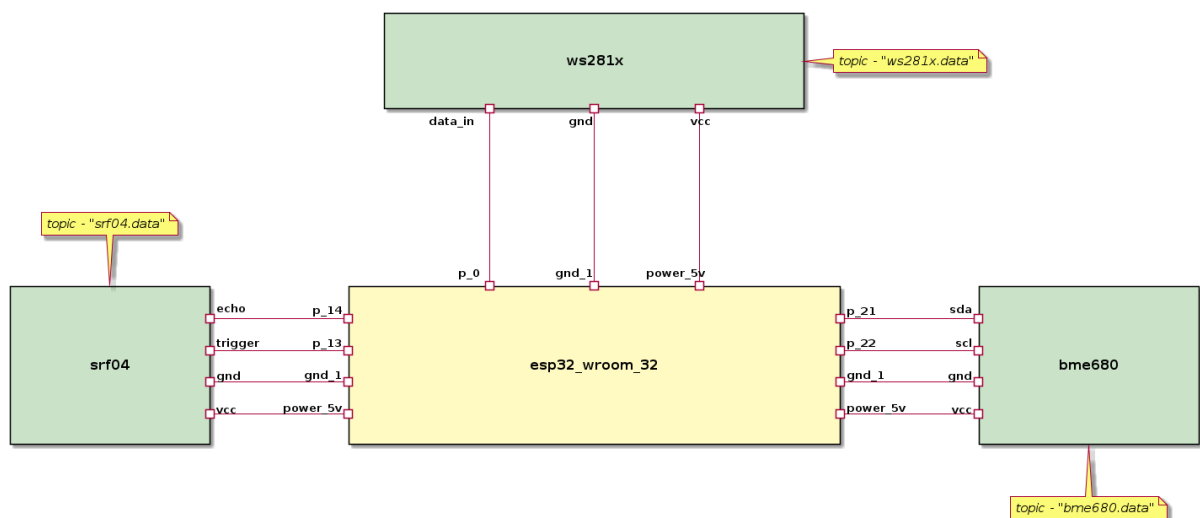 ws281x
topic - "ws281x.data"
data_in
gnd
vcc
topic - "srf04.data"
p_0
gnd_1
power_5v
srf04
echo
trigger
gnd
vcc
p_14
p_13
gnd_1
power_5v
esp32_wroom_32
p_21
p_22
gnd_1
power_5v
sda
scl
gnd
vcc
bme680
topic - "bme680.data"